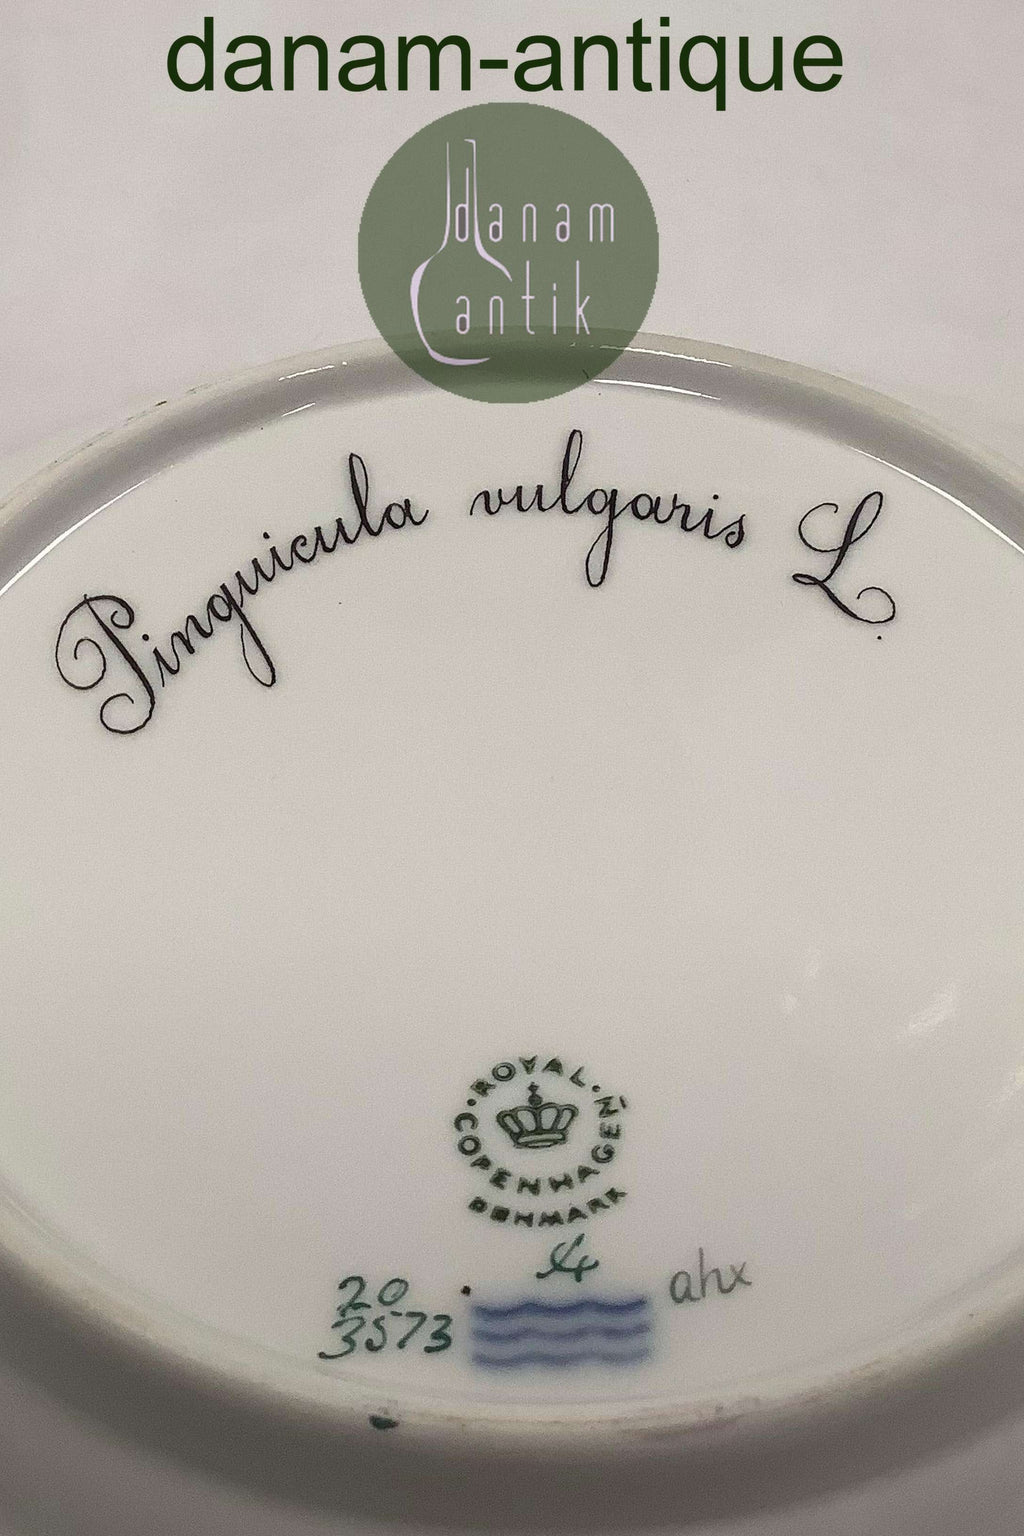 danam-antique
danam
antik
Pinguicula vulgaris L.
ROYAL
COPENHAGEN
DENMARK
20
3573
ahx